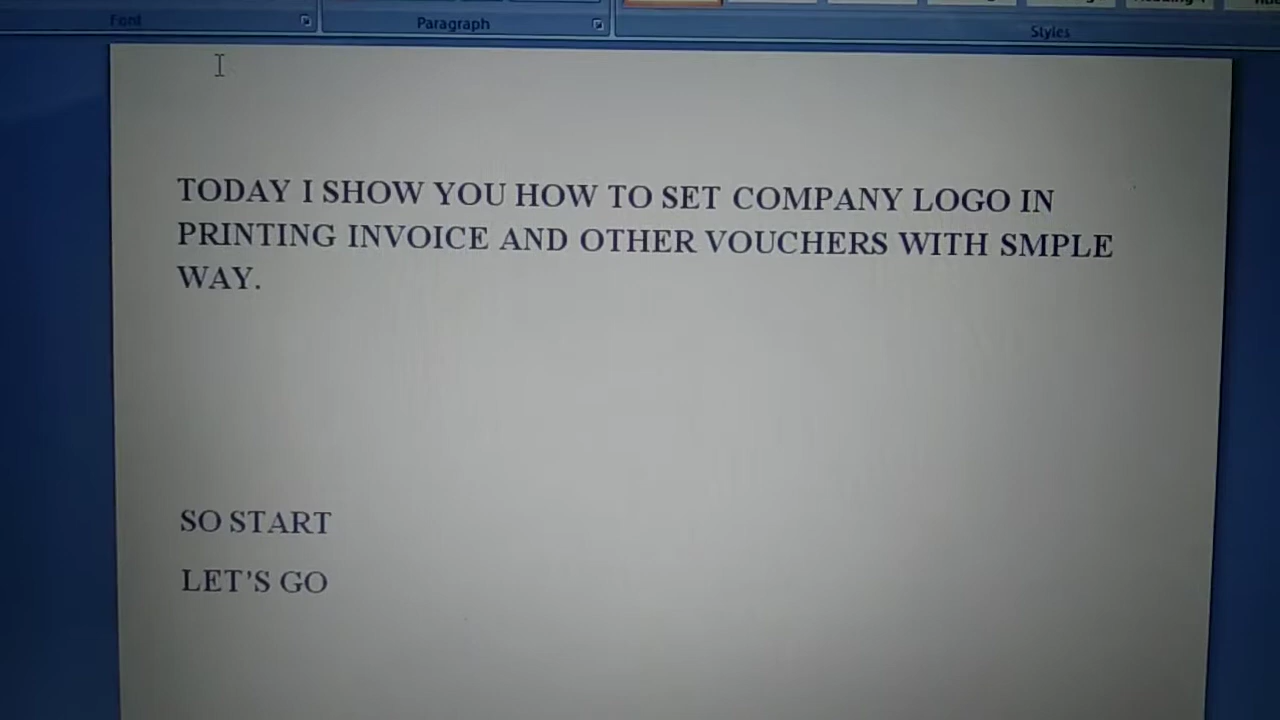 Font
Paragraph
Styles
TODAY I SHOW YOU HOW TO SET COMPANY LOGO IN
PRINTING INVOICE AND OTHER VOUCHERS WITH SMPLE
WAY.
SO START
LET'S GO